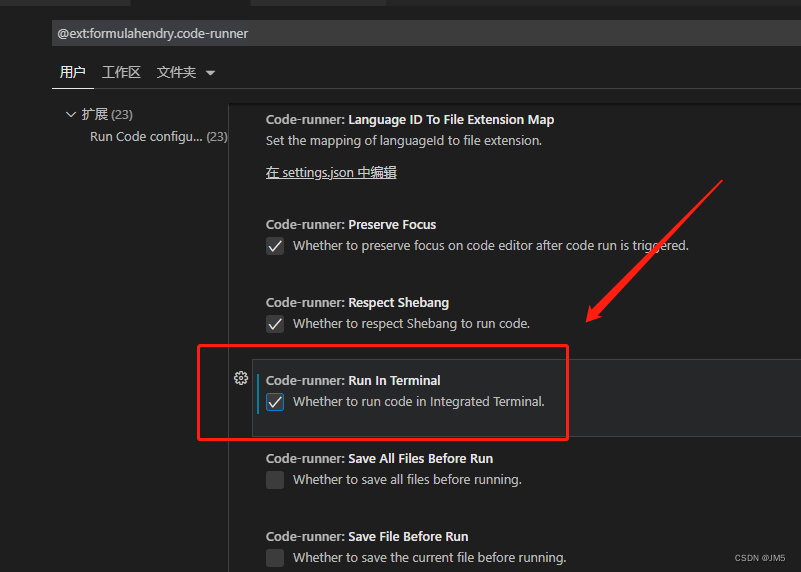 @ext:formulahendry.code-runner
用户 工作区 文件夹
扩展 (23)
Run Code configu... (23)
Code-runner: Language ID To File Extension Map
Set the mapping of languageId to file extension.
在 settings.json 中编辑
Code-runner: Preserve Focus
Whether to preserve focus on code editor after code run is triggered.
Code-runner: Respect Shebang
Whether to respect Shebang to run code.
Code-runner: Run In Terminal
Whether to run code in Integrated Terminal.
Code-runner: Save All Files Before Run
Whether to save all files before running.
Code-runner: Save File Before Run
Whether to save the current file before running.
CSDN @JM5